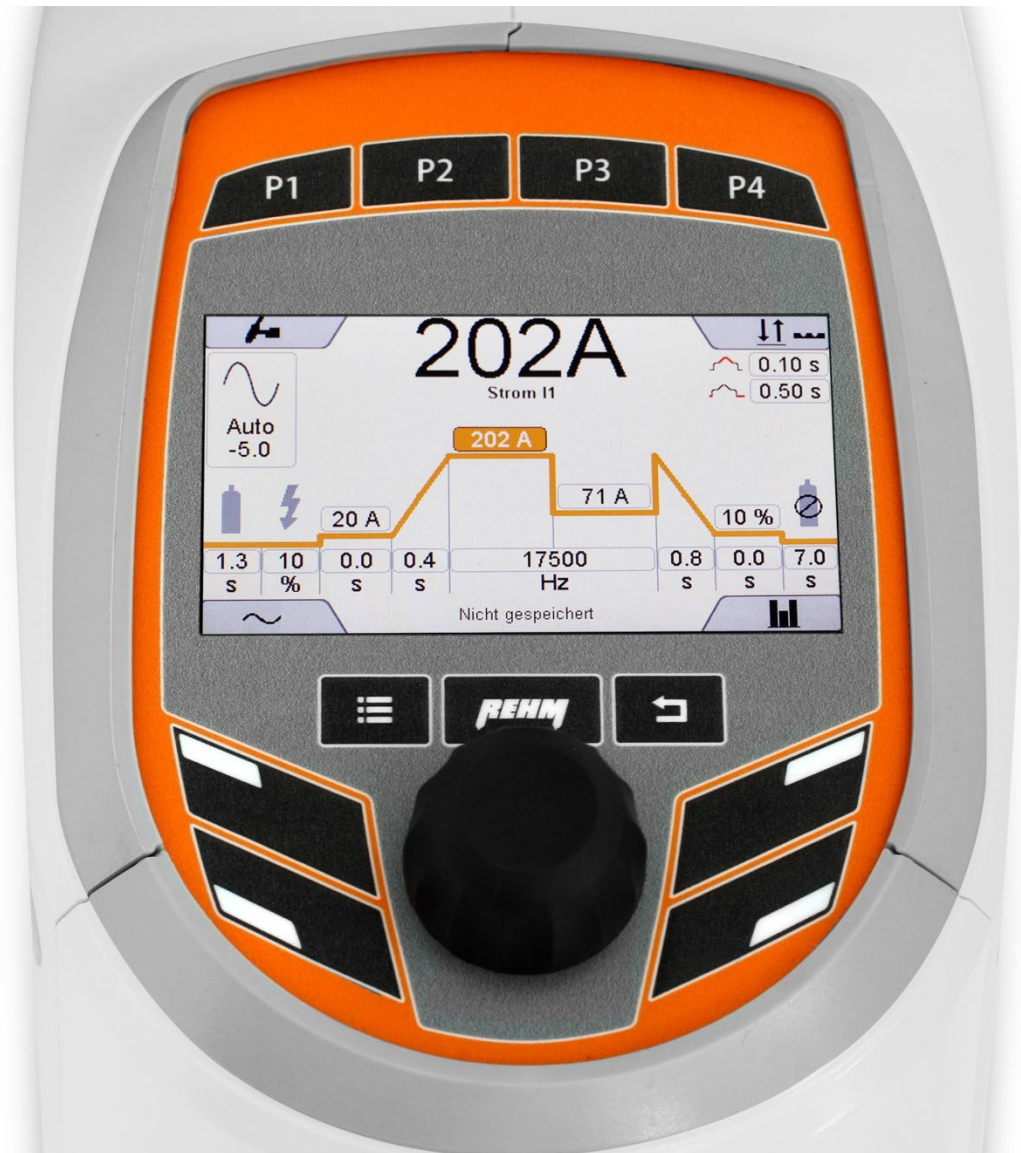 P1 P2 P3 P4
202A
Strom I1
0.10 s
0.50 s
Auto
-5.0
202 A
71 A
20 A
10 %
1.3 10 0.0 0.4 17500 0.8 0.0 7.0
s % s s Hz s s s
Nicht gespeichert
REHM